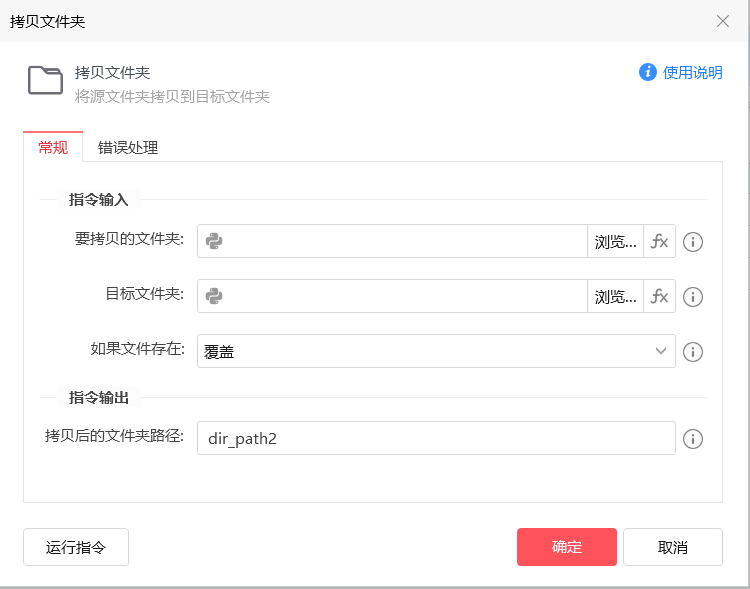 拷贝文件夹
拷贝文件夹
使用说明
将源文件夹拷贝到目标文件夹
常规 错误处理
指令输入
要拷贝的文件夹: 浏览... fx
目标文件夹: 浏览... fx
如果文件存在: 覆盖
指令输出
拷贝后的文件夹路径: dir_path2
运行指令 确定 取消